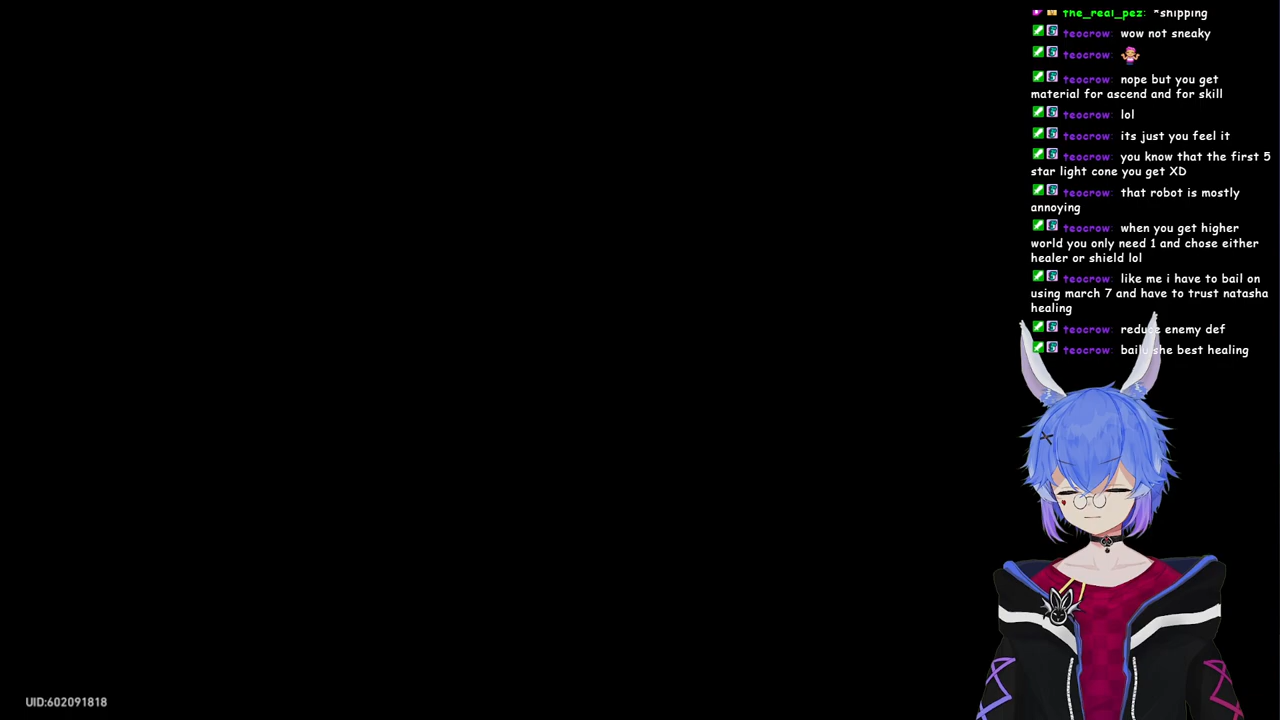 the_real_pez: *shipping
teocrow: wow not sneaky
teocrow:
teocrow: nope but you get
material for ascend and for skill
teocrow: lol
teocrow: its just you feel it
teocrow: you know that the first 5
star light cone you get XD
teocrow: that robot is mostly
annoying
teocrow: when you get higher
world you only need 1 and chose either
healer or shield lol
teocrow: like me i have to bail on
using march 7 and have to trust natasha
healing
teocrow: reduce enemy def
teocrow: bailu she best healing
UID:602091818